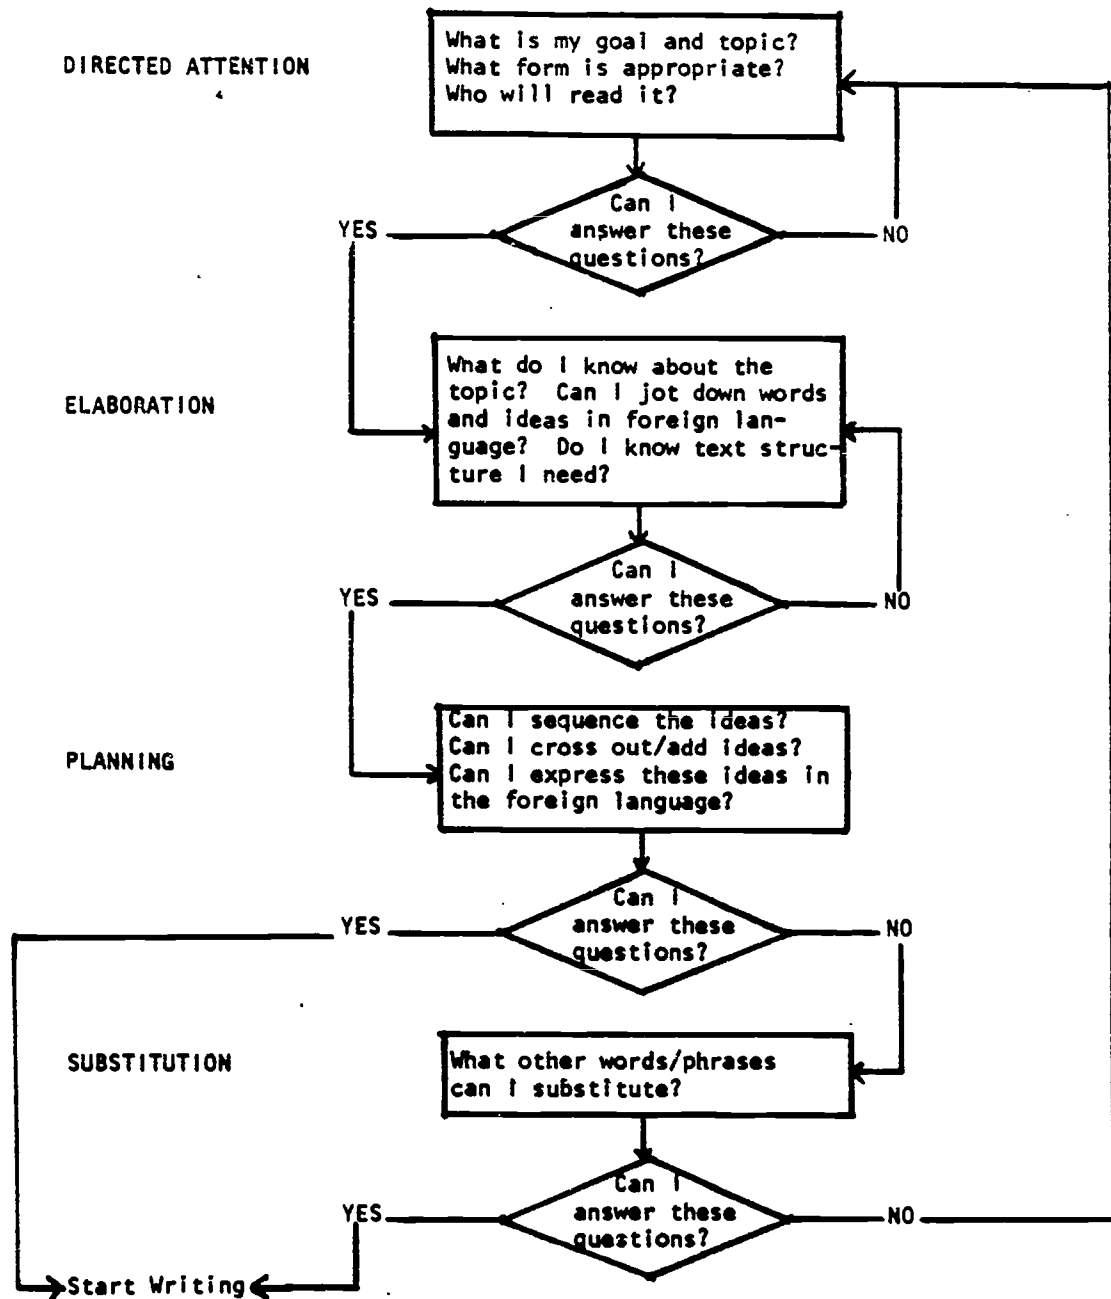 What is my goal and topic?
What form is appropriate?
Who will read it?
DIRECTED ATTENTION
Can I
answer these
questions?
YES
NO
What do I know about the
topic? Can I jot down words
and ideas in foreign lan-
guage? Do I know text struc-
ture I need?
ELABORATION
Can I
answer these
questions?
YES
NO
Can I sequence the ideas?
Can I cross out/add ideas?
Can I express these ideas in
the foreign language?
PLANNING
Can I
answer these
questions?
YES
NO
What other words/phrases
can I substitute?
SUBSTITUTION
Can I
answer these
questions?
YES
NO
Start Writing